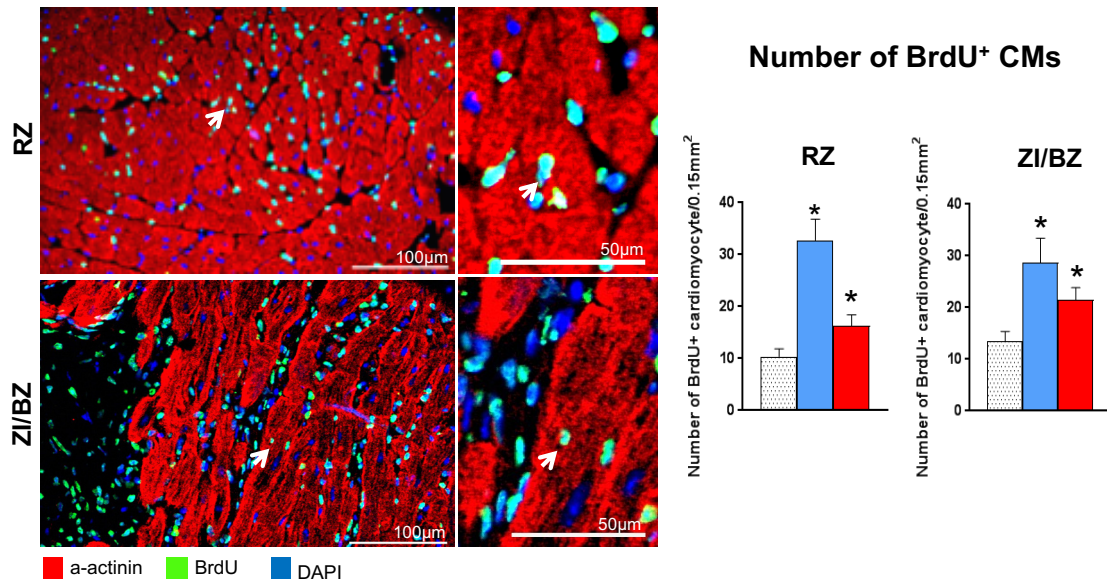 RZ
100µm
50µm
ZI/BZ
100µm
50µm
a-actinin
BrdU
DAPI
Number of BrdU⁺ CMs
RZ
Number of BrdU+ cardiomyocyte/0.15mm²
40
30
20
10
0
*
*
ZI/BZ
Number of BrdU+ cardiomyocyte/0.15mm²
40
30
20
10
0
*
*